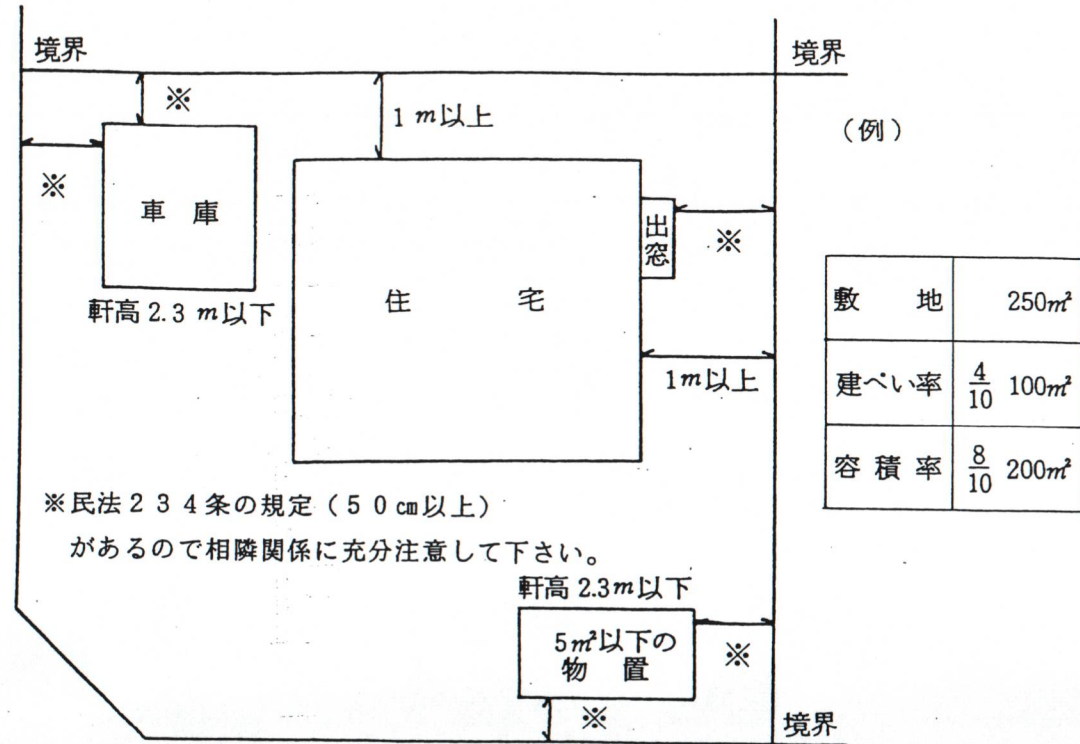 境界
境界
※
1m以上
(例)
※
車庫
出窓
※
軒高2.3m以下
住宅
敷地 250㎡
1m以上
建ぺい率 4/10 100㎡
容積率 8/10 200㎡
※民法234条の規定(50㎝以上)
があるので相隣関係に充分注意して下さい。
軒高2.3m以下
5㎡以下の
物置
※
※
境界